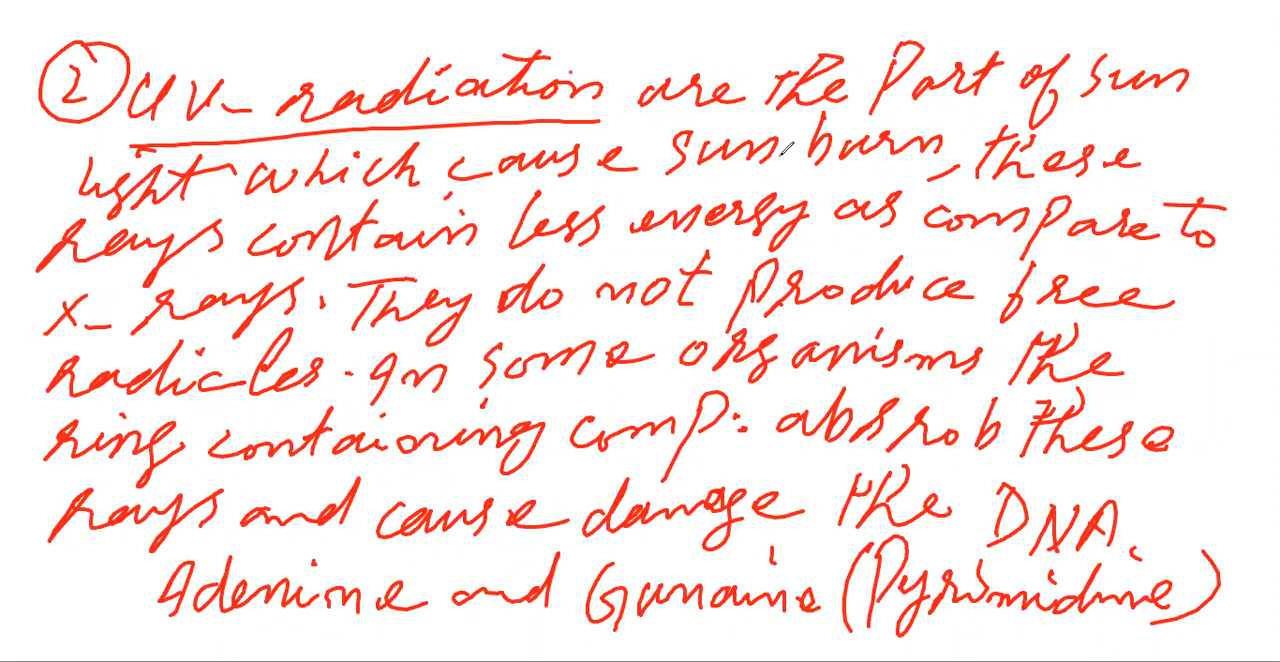 2 UV- radiation are the Part of sun
light which cause sun burn, these
rays contain less energy as compare to
X- rays. They do not produce free
radicles. In some organisms the
ring containing comp: absrob these
rays and cause damage the DNA.
Adenine and Gunaine (Pyrimidine)